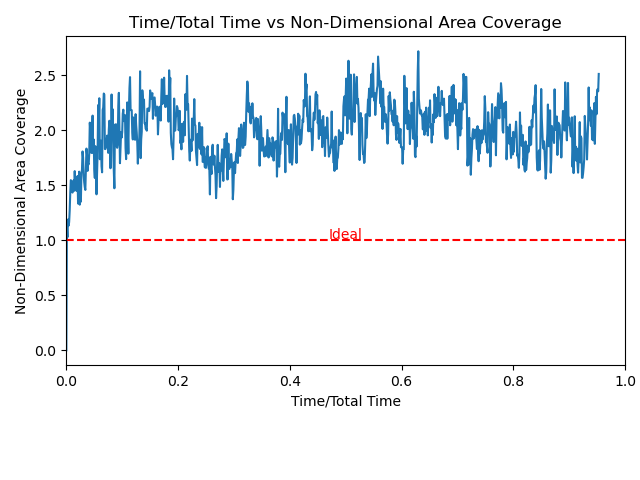 Time/Total Time vs Non-Dimensional Area Coverage
Non-Dimensional Area Coverage
2.5
2.0
1.5
1.0
0.5
0.0
Ideal
0.0 0.2 0.4 0.6 0.8 1.0
Time/Total Time